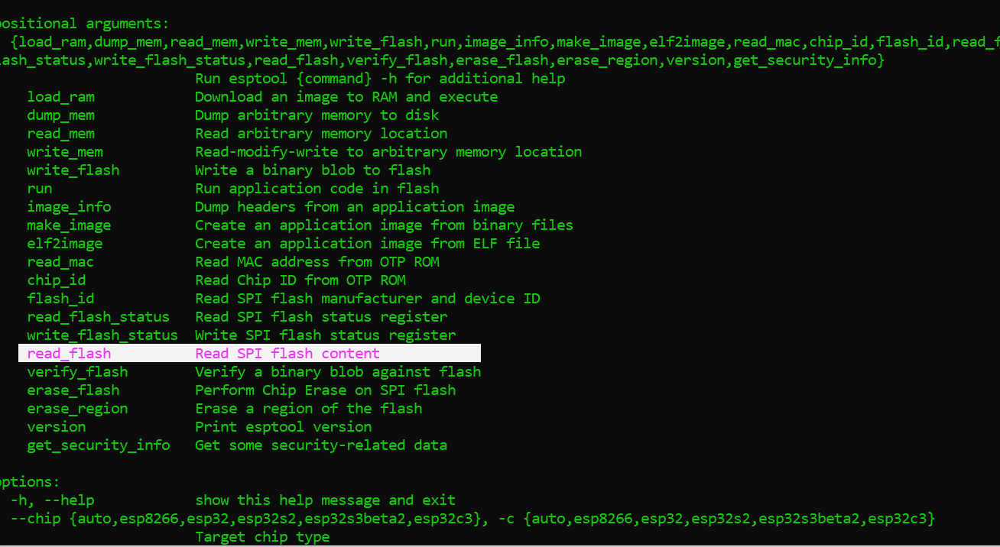 positional arguments:
{load_ram,dump_mem,read_mem,write_mem,write_flash,run,image_info,make_image,elf2image,read_mac,chip_id,flash_id,read_f
lash_status,write_flash_status,read_flash,verify_flash,erase_flash,erase_region,version,get_security_info}
Run esptool {command} -h for additional help
load_ram Download an image to RAM and execute
dump_mem Dump arbitrary memory to disk
read_mem Read arbitrary memory location
write_mem Read-modify-write to arbitrary memory location
write_flash Write a binary blob to flash
run Run application code in flash
image_info Dump headers from an application image
make_image Create an application image from binary files
elf2image Create an application image from ELF file
read_mac Read MAC address from OTP ROM
chip_id Read Chip ID from OTP ROM
flash_id Read SPI flash manufacturer and device ID
read_flash_status Read SPI flash status register
write_flash_status Write SPI flash status register
read_flash Read SPI flash content
verify_flash Verify a binary blob against flash
erase_flash Perform Chip Erase on SPI flash
erase_region Erase a region of the flash
version Print esptool version
get_security_info Get some security-related data
options:
-h, --help show this help message and exit
--chip {auto,esp8266,esp32,esp32s2,esp32s3beta2,esp32c3}, -c {auto,esp8266,esp32,esp32s2,esp32s3beta2,esp32c3}
Target chip type